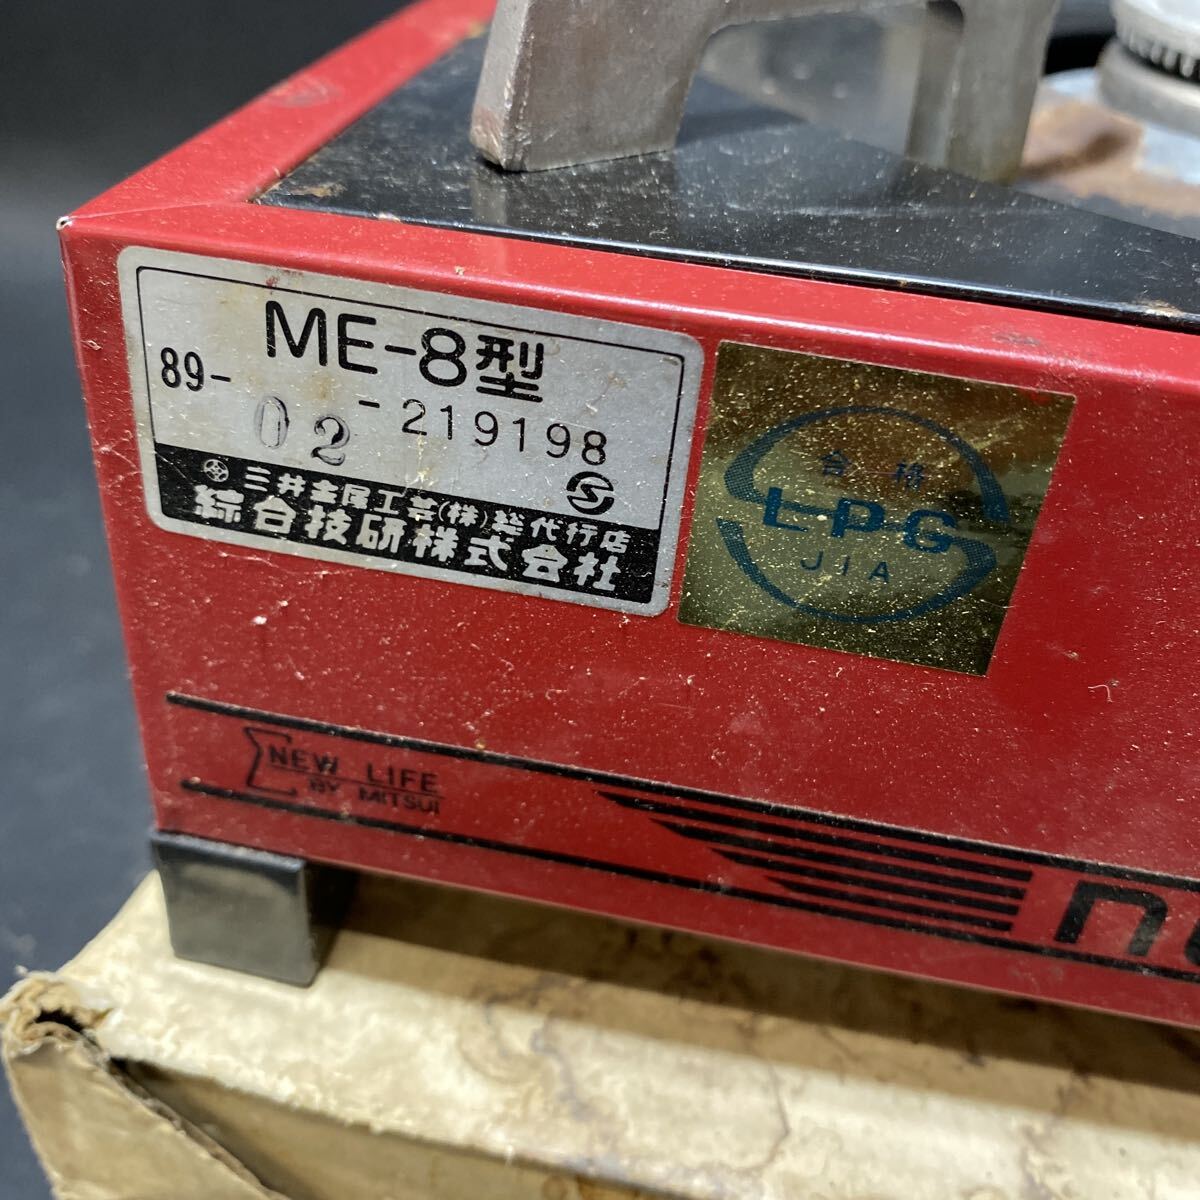 ME-8型
89-02-219198
三井金属工芸(株)総代行店
綜合技研株式会社
合格
LPG
JIA
NEW LIFE
BY MITSUI